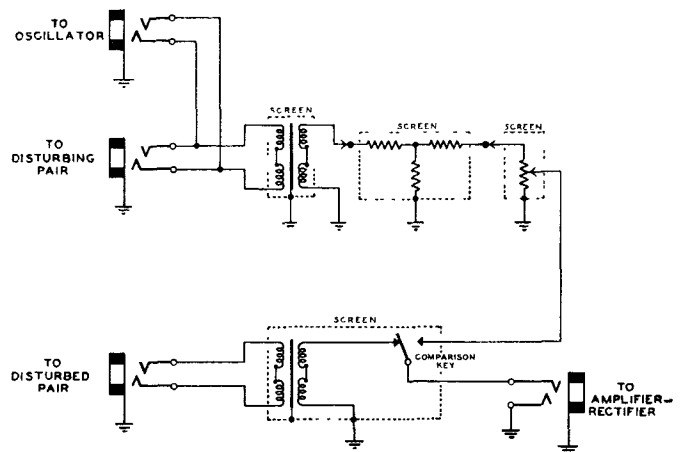 TO
OSCILLATOR
SCREEN
SCREEN
SCREEN
TO
DISTURBING
PAIR
SCREEN
TO
DISTURBED
PAIR
COMPARISON
KEY
TO
AMPLIFIER-
RECTIFIER